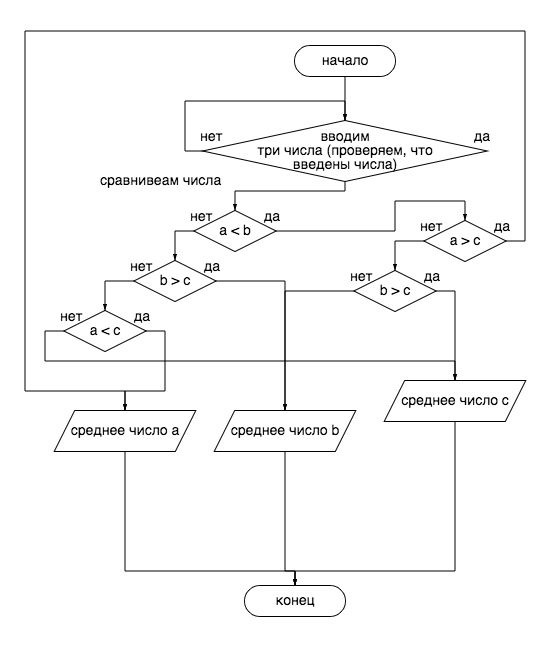 начало
нет
да
вводим
три числа (проверяем, что
введены числа)
сравнивеам числа
нет
да
a < b
нет
да
a > c
нет
да
b > c
нет
да
b > c
нет
да
a < c
среднее число a
среднее число b
среднее число c
конец